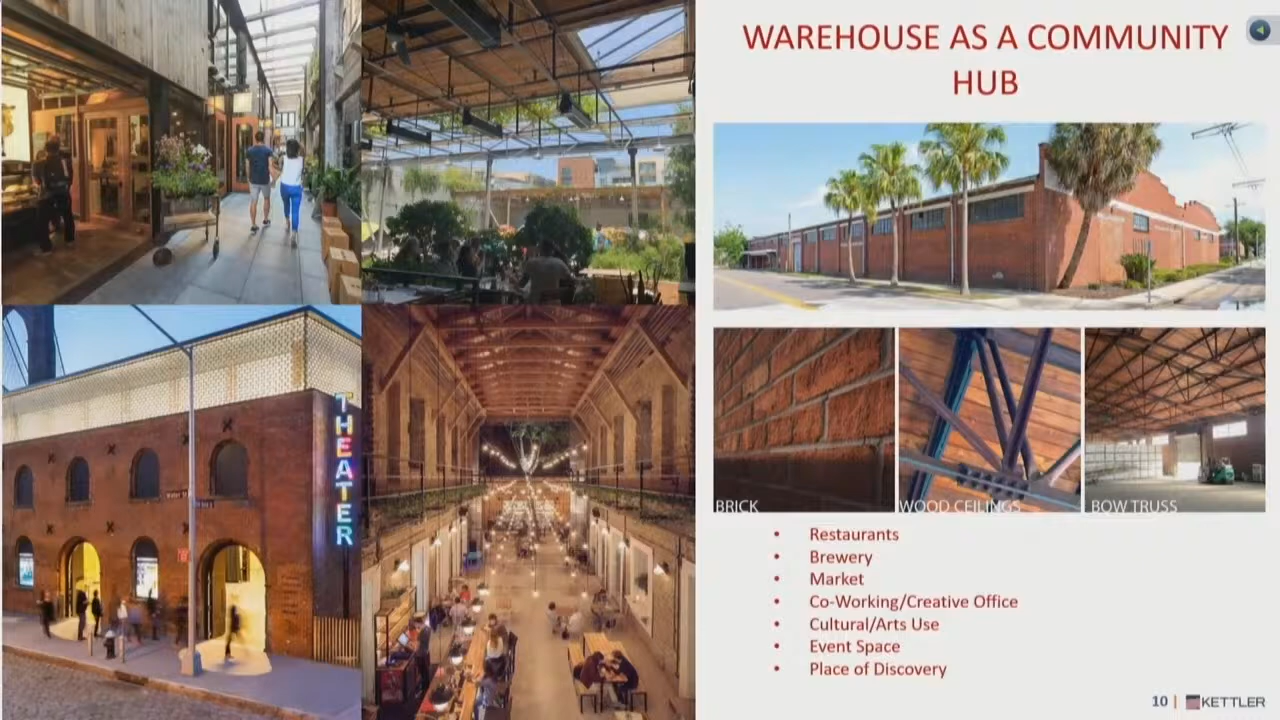 WAREHOUSE AS A COMMUNITY
HUB
THEATER
BRICK
WOOD CEILINGS
BOW TRUSS
• Restaurants
• Brewery
• Market
• Co-Working/Creative Office
• Cultural/Arts Use
• Event Space
• Place of Discovery
10 | KETTLER